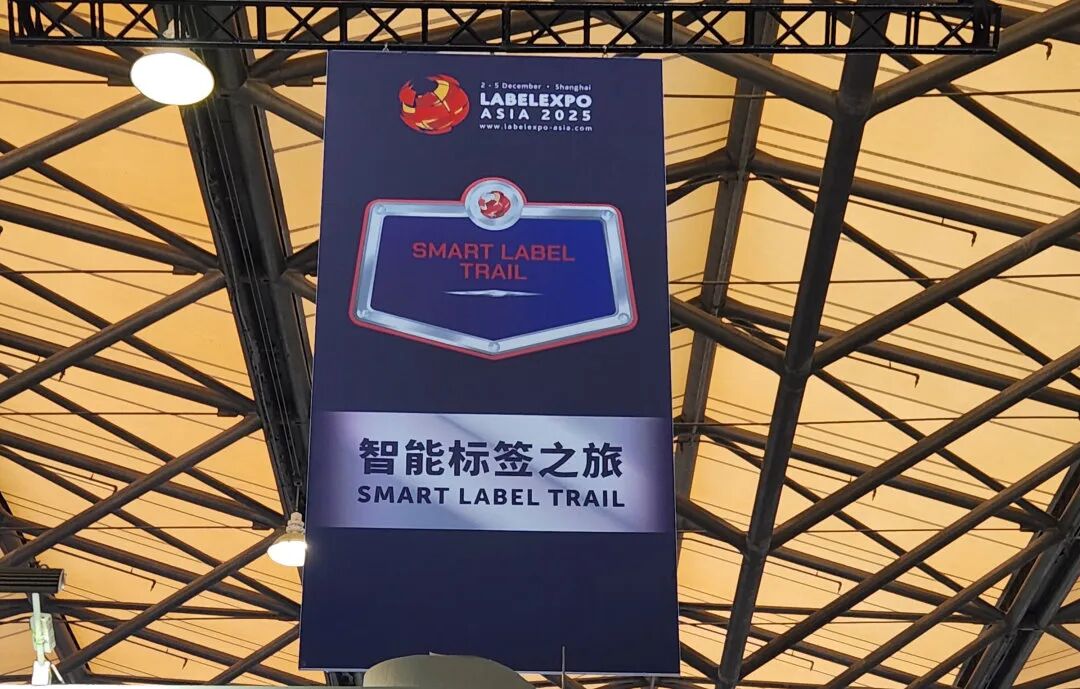 2 - 5 December • Shanghai
LABELEXPO
ASIA 2025
www.labelexpo-asia.com
SMART LABEL
TRAIL
智能标签之旅
SMART LABEL TRAIL